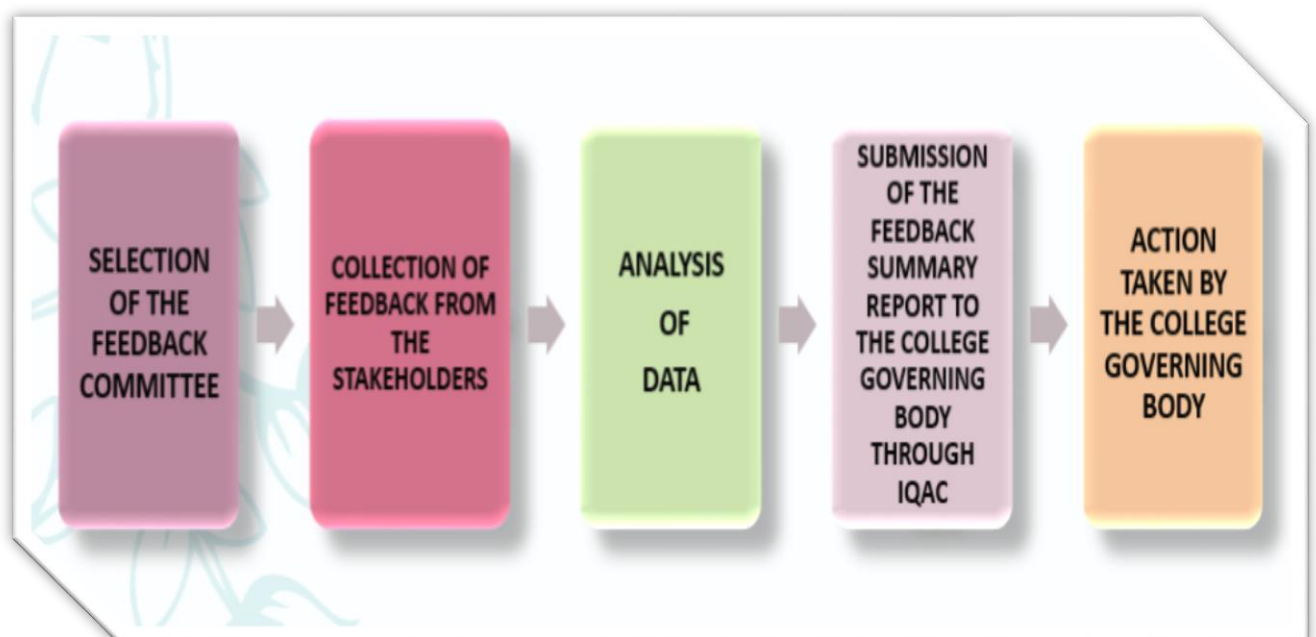 SELECTION
OF THE
FEEDBACK
COMMITTEE
COLLECTION OF
FEEDBACK FROM
THE
STAKEHOLDERS
ANALYSIS
OF
DATA
SUBMISSION
OF THE
FEEDBACK
SUMMARY
REPORT TO
THE COLLEGE
GOVERNING
BODY
THROUGH
IQAC
ACTION
TAKEN BY
THE COLLEGE
GOVERNING
BODY